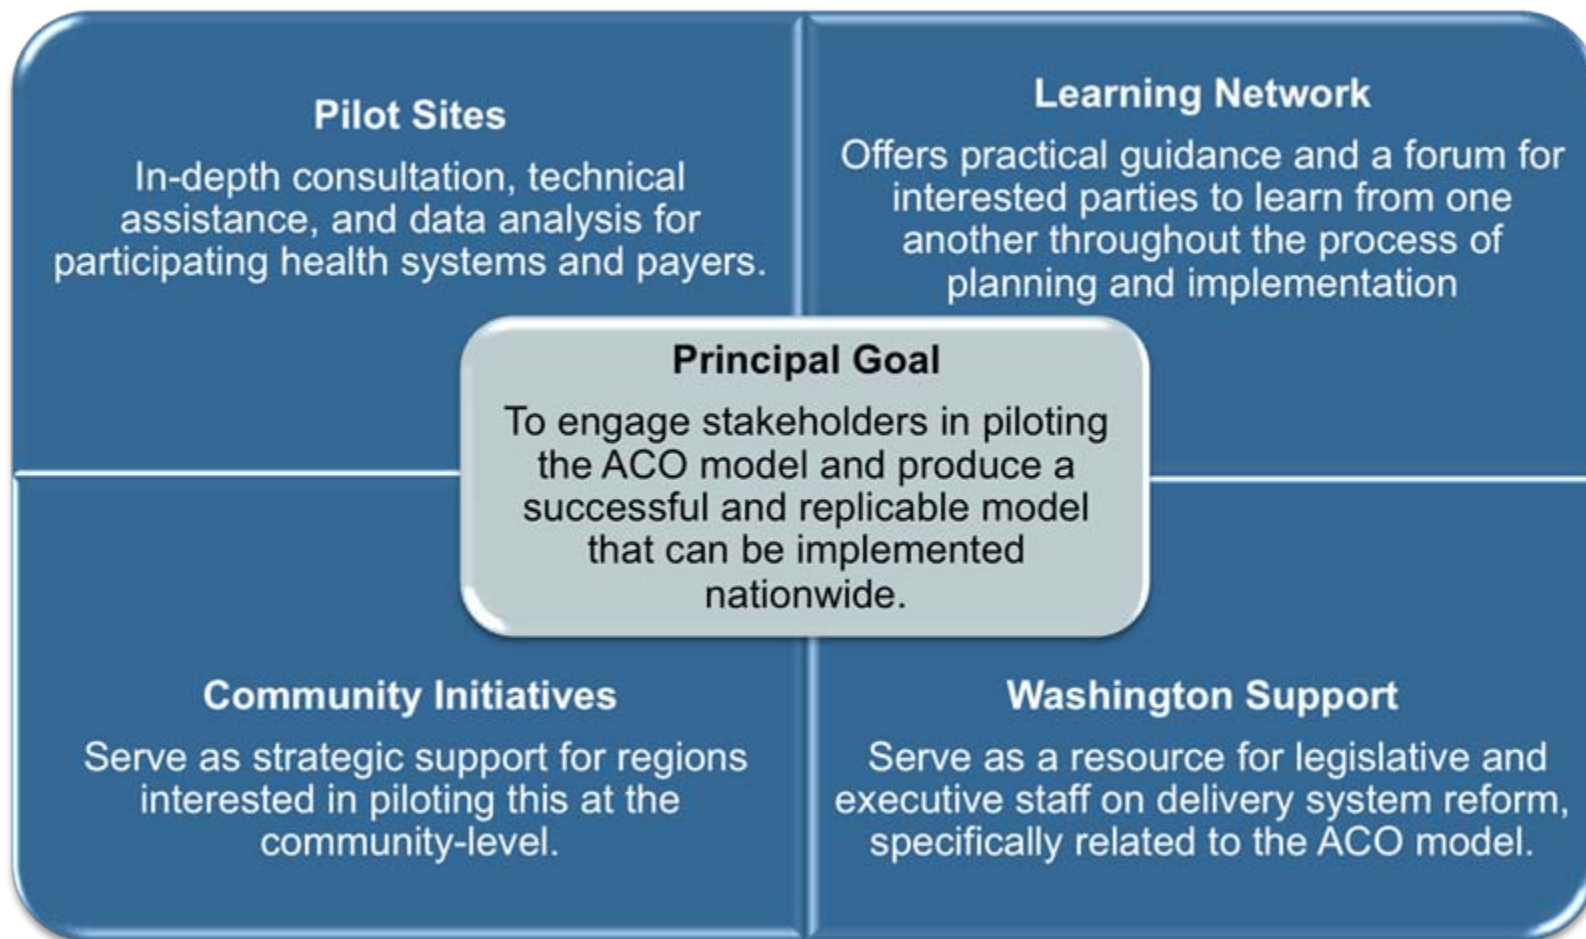 Pilot Sites
In-depth consultation, technical
assistance, and data analysis for
participating health systems and payers.
Learning Network
Offers practical guidance and a forum for
interested parties to learn from one
another throughout the process of
planning and implementation
Principal Goal
To engage stakeholders in piloting
the ACO model and produce a
successful and replicable model
that can be implemented
nationwide.
Community Initiatives
Serve as strategic support for regions
interested in piloting this at the
community-level.
Washington Support
Serve as a resource for legislative and
executive staff on delivery system reform,
specifically related to the ACO model.